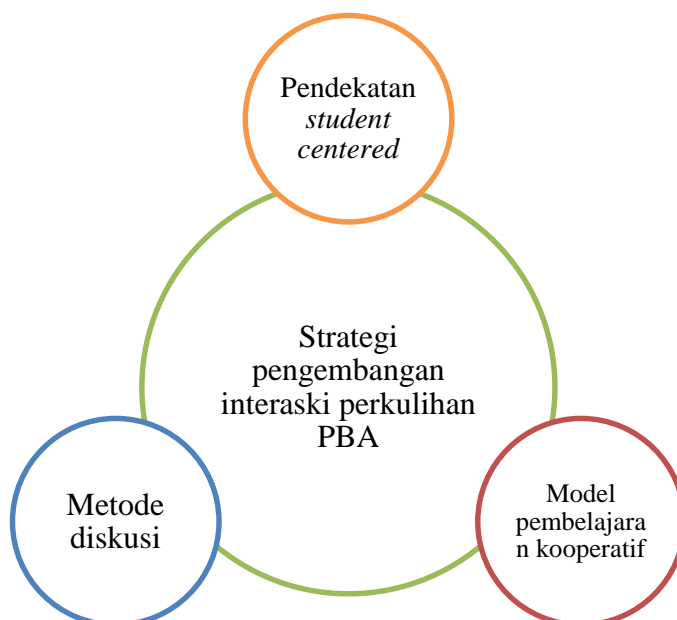 Pendekatan
student
centered
Strategi
pengembangan
interaski perkulihan
PBA
Metode
diskusi
Model
pembelajara
n kooperatif